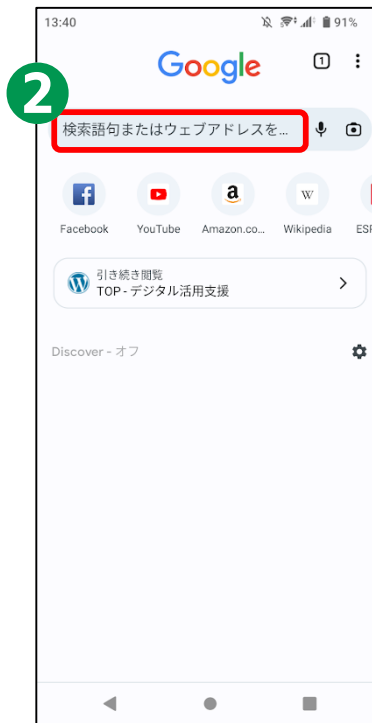 13:40
91%
Google
1
2
検索語句またはウェブアドレスを...
f
a
W
Facebook
YouTube
Amazon.co...
Wikipedia
ESP
引き続き閲覧
TOP - デジタル活用支援
Discover - オフ